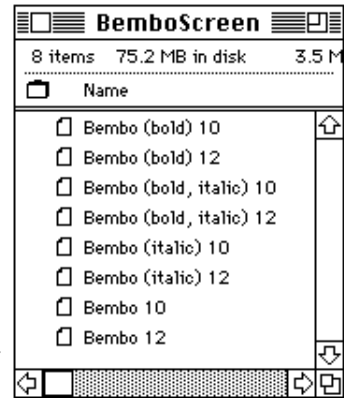 BemboScreen
8 items 75.2 MB in disk 3.5 M
Name
Bembo (bold) 10
Bembo (bold) 12
Bembo (bold, italic) 10
Bembo (bold, italic) 12
Bembo (italic) 10
Bembo (italic) 12
Bembo 10
Bembo 12